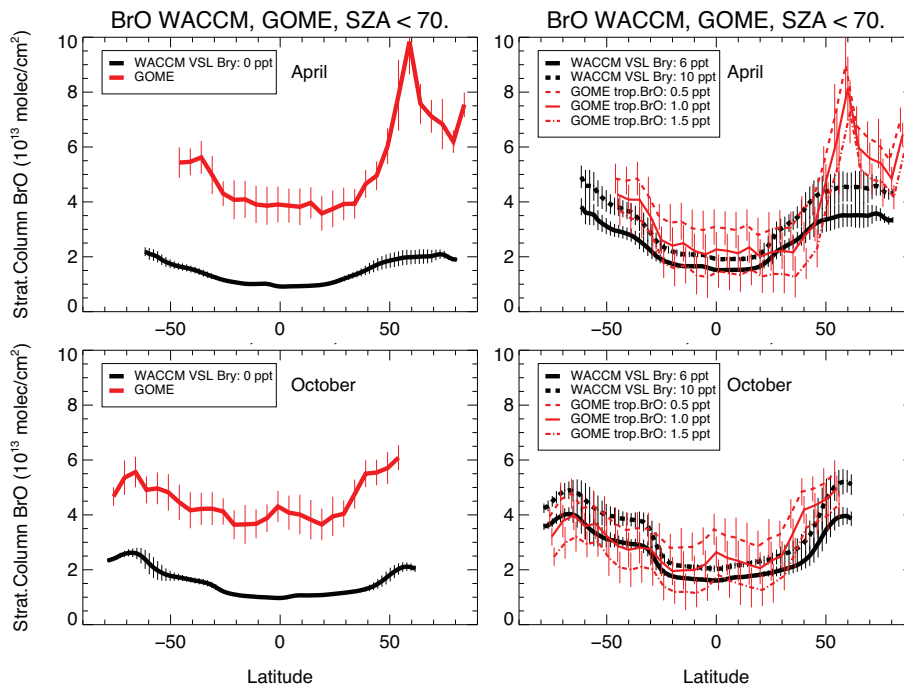 BrO WACCM, GOME, SZA < 70.
BrO WACCM, GOME, SZA < 70.
Strat.Column BrO (10^13 molec/cm2)
10
8
6
4
2
0
WACCM VSL Bry: 0 ppt
GOME
April
−50
0
50
10
8
6
4
2
0
WACCM VSL Bry: 6 ppt
WACCM VSL Bry: 10 ppt
GOME trop.BrO: 0.5 ppt
GOME trop.BrO: 1.0 ppt
GOME trop.BrO: 1.5 ppt
April
−50
0
50
Strat.Column BrO (10^13 molec/cm2)
10
8
6
4
2
0
WACCM VSL Bry: 0 ppt
GOME
October
−50
0
50
Latitude
10
8
6
4
2
0
WACCM VSL Bry: 6 ppt
WACCM VSL Bry: 10 ppt
GOME trop.BrO: 0.5 ppt
GOME trop.BrO: 1.0 ppt
GOME trop.BrO: 1.5 ppt
October
−50
0
50
Latitude